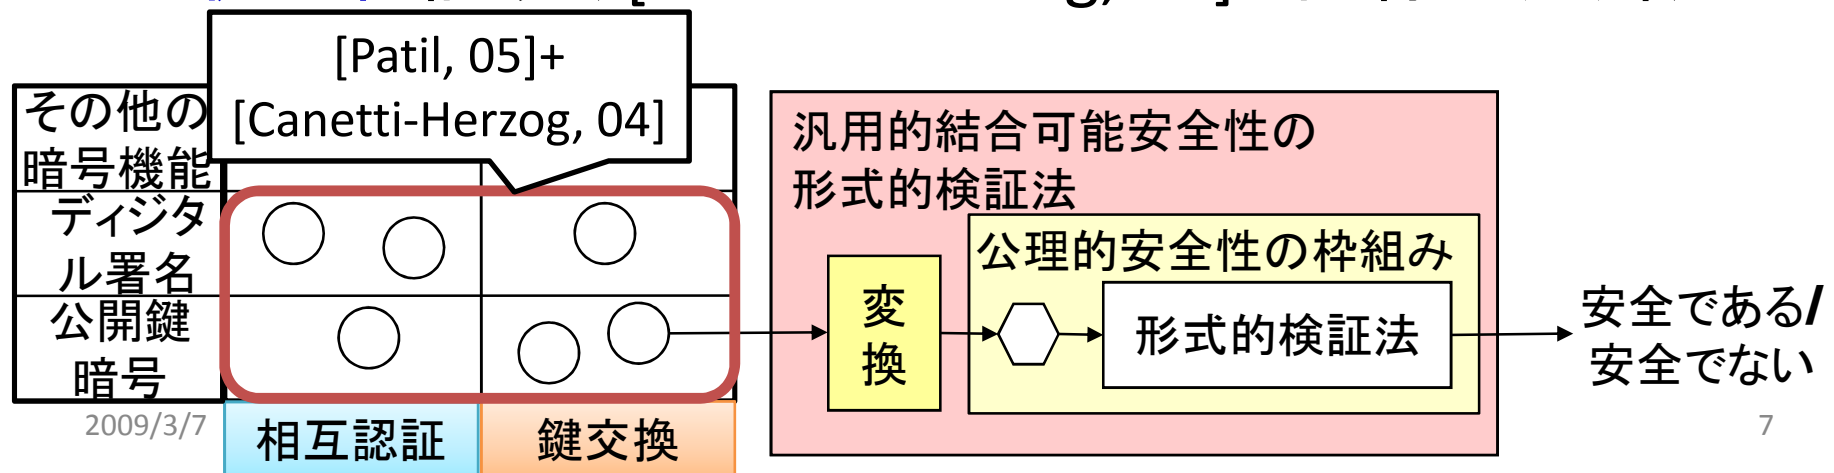 [Patil, 05]+
[Canetti-Herzog, 04]
その他の
暗号機能
ディジタ
ル署名
公開鍵
暗号
相互認証
鍵交換
汎用的結合可能安全性の
形式的検証法
公理的安全性の枠組み
変
換
形式的検証法
安全である/
安全でない
2009/3/7
7